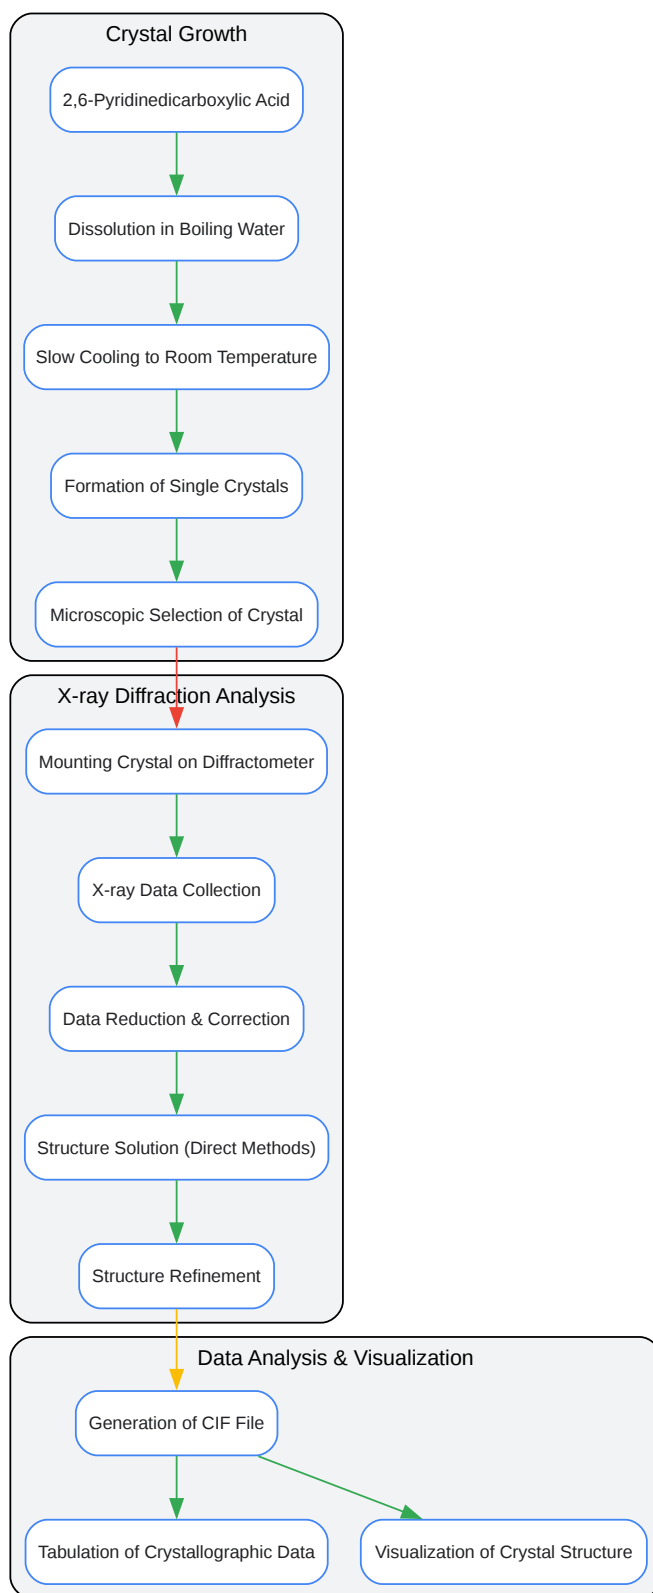 Crystal Growth
2,6-Pyridinedicarboxylic Acid
Dissolution in Boiling Water
Slow Cooling to Room Temperature
Formation of Single Crystals
Microscopic Selection of Crystal
X-ray Diffraction Analysis
Mounting Crystal on Diffractometer
X-ray Data Collection
Data Reduction & Correction
Structure Solution (Direct Methods)
Structure Refinement
Data Analysis & Visualization
Generation of CIF File
Tabulation of Crystallographic Data
Visualization of Crystal Structure